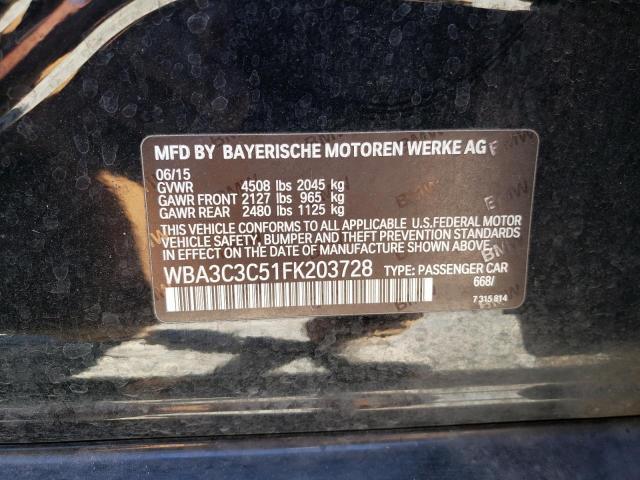 MFD BY BAYERISCHE MOTOREN WERKE AG
06/15
GVWR 4508 lbs 2045 kg
GAWR FRONT 2127 lbs 965 kg
GAWR REAR 2480 lbs 1125 kg
THIS VEHICLE CONFORMS TO ALL APPLICABLE U.S.FEDERAL MOTOR
VEHICLE SAFETY, BUMPER AND THEFT PREVENTION STANDARDS
IN EFFECT ON THE DATE OF MANUFACTURE SHOWN ABOVE.
WBA3C3C51FK203728 TYPE: PASSENGER CAR
668/
7 315 814